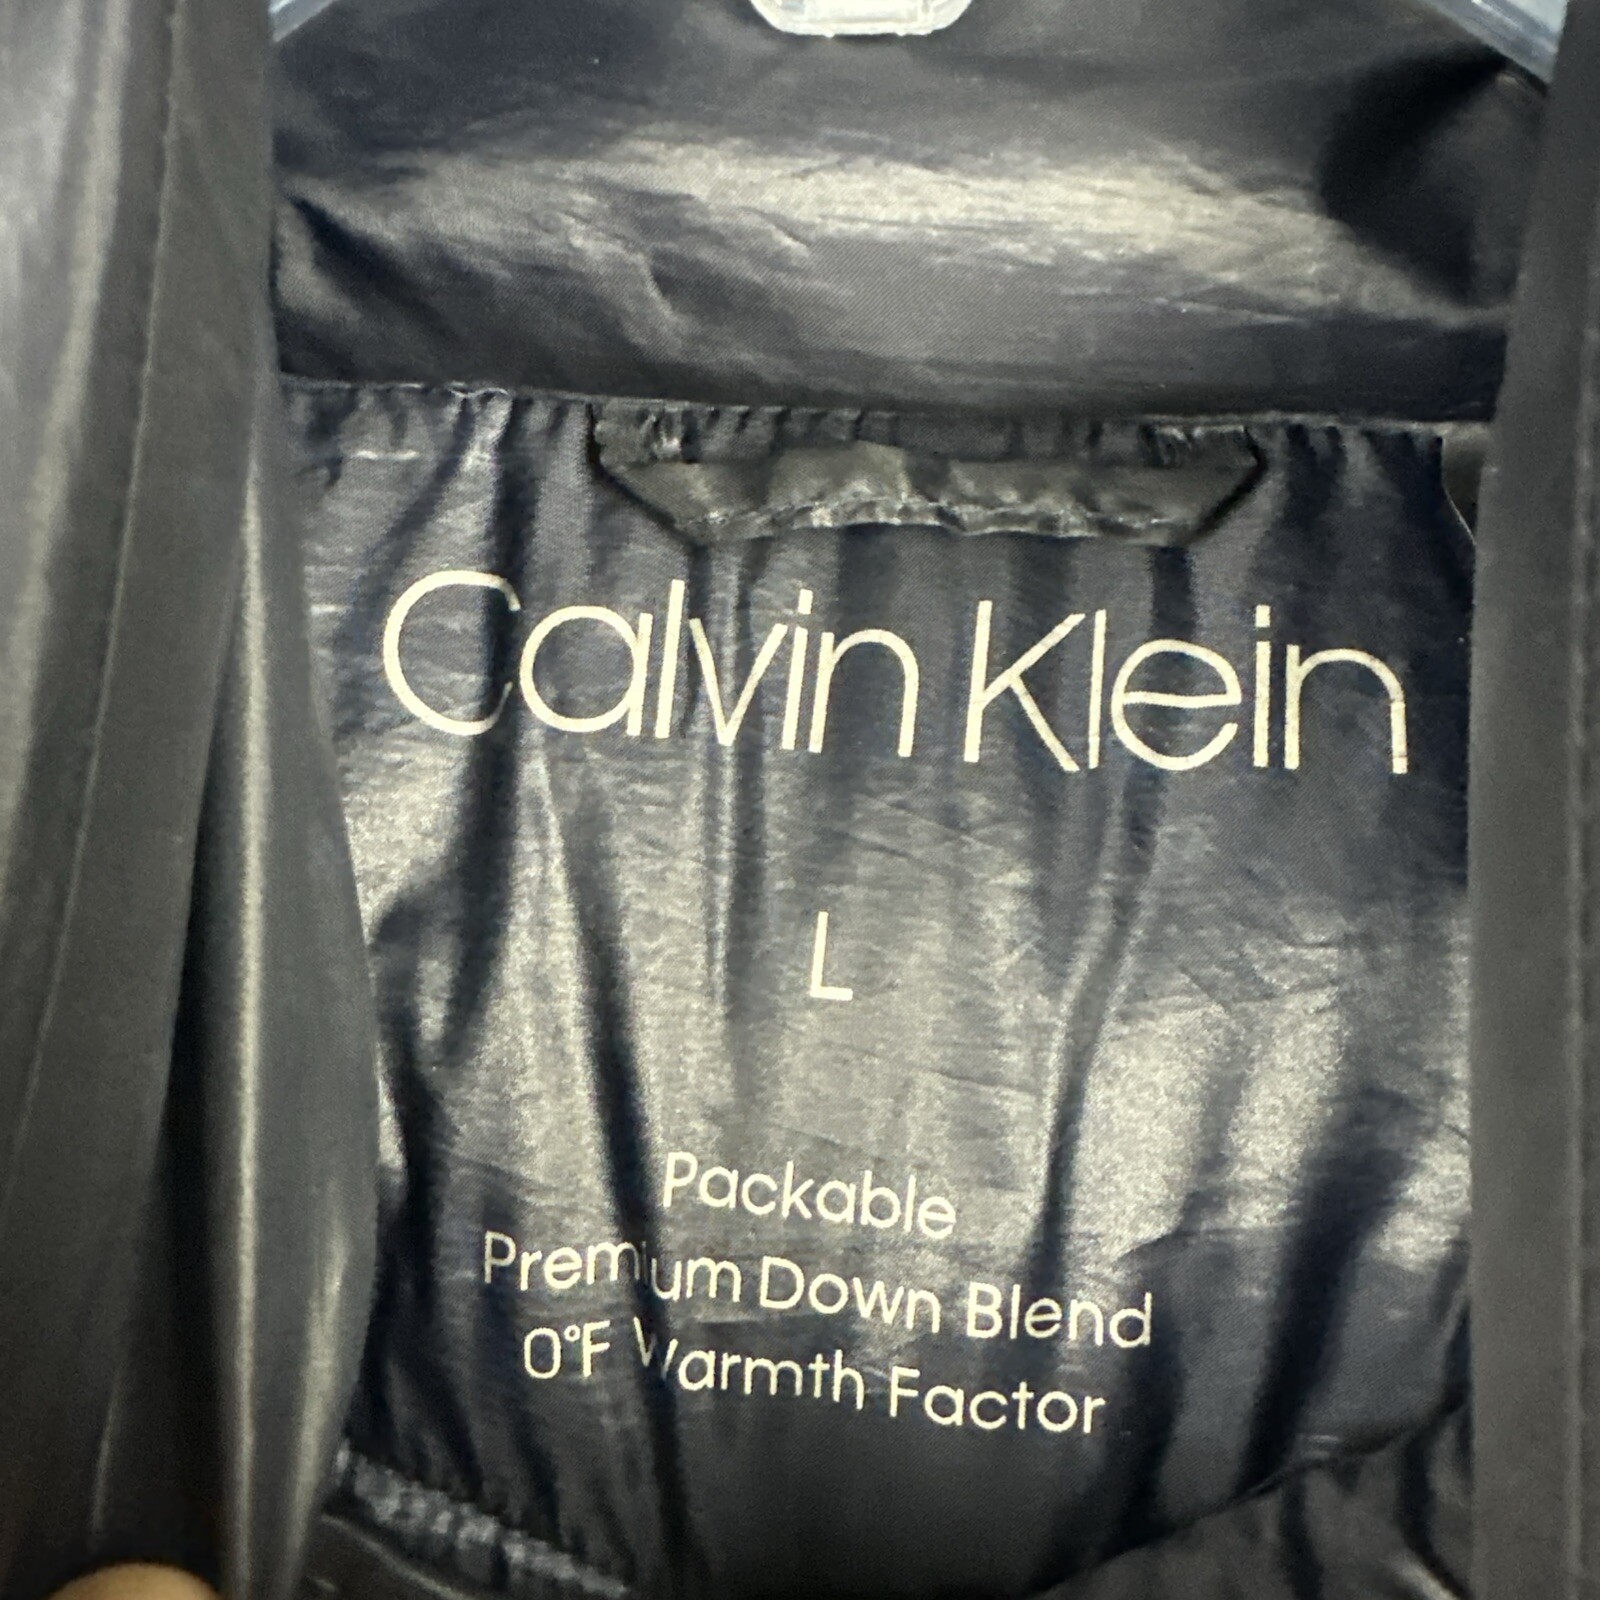 Calvin Klein
L
Packable
Premium Down Blend
0°F Warmth Factor